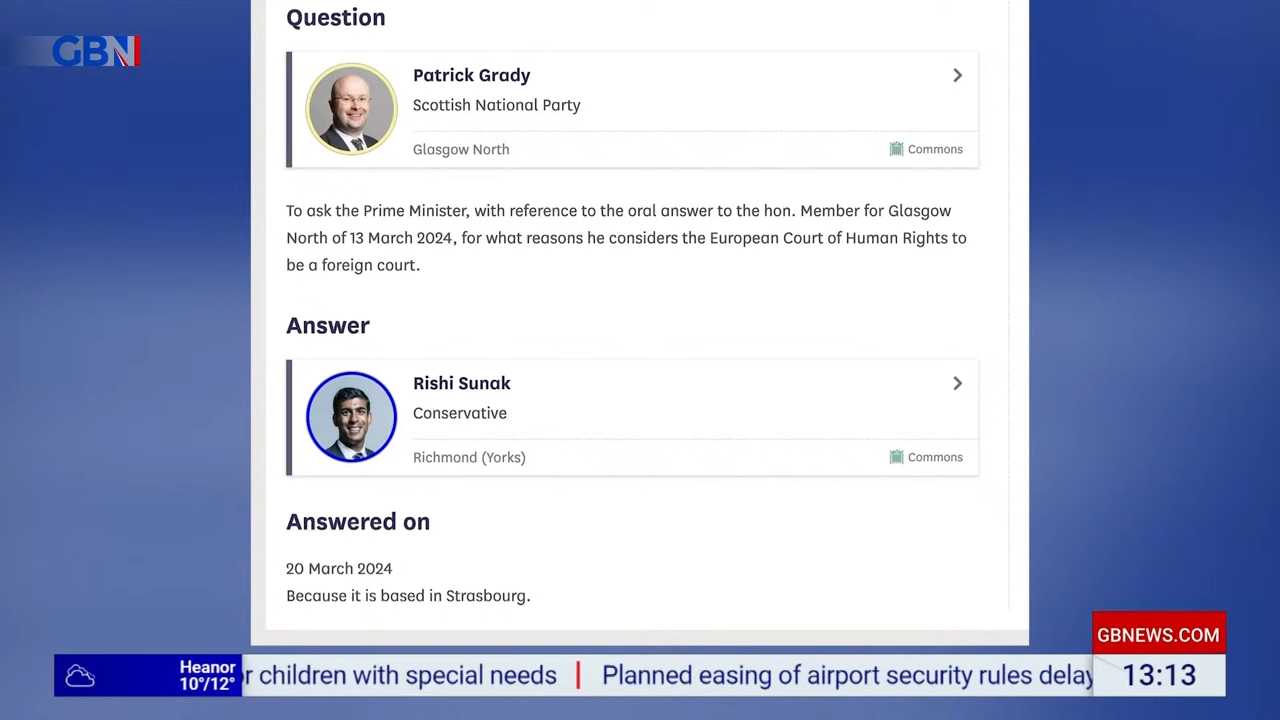 GBN
Question
Patrick Grady
Scottish National Party
Glasgow North
Commons
To ask the Prime Minister, with reference to the oral answer to the hon. Member for Glasgow
North of 13 March 2024, for what reasons he considers the European Court of Human Rights to
be a foreign court.
Answer
Rishi Sunak
Conservative
Richmond (Yorks)
Commons
Answered on
20 March 2024
Because it is based in Strasbourg.
GBNEWS.COM
Heanor
10°/12°
r children with special needs | Planned easing of airport security rules delay
13:13